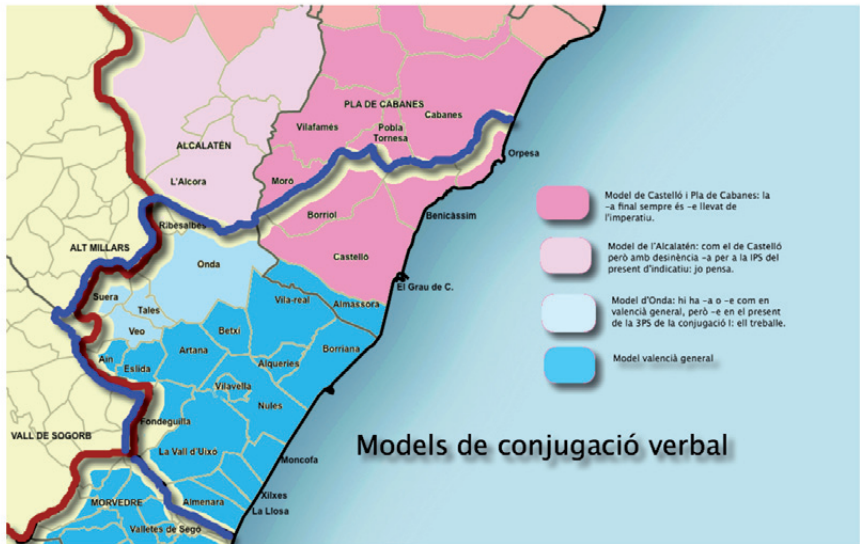 PLA DE CABANES
Cabanes
Vilafamés
Pobla
Tornesa
ALCALATÉN
L'Alcora
Moró
Orpesa
Borriol
Benicàssim
Ribesalbes
ALT MILLARS
Onda
Castelló
El Grau de C.
Suera
Tales
Vila-real
Almassora
Veo
Betxí
Borriana
Aín
Artana
Eslida
Alqueries
Vilavella
Nules
Fondeguilla
VALL DE SOGORB
La Vall d'Uixó
Moncofa
Xilxes
MORVEDRE
Almenara
La Llosa
Valletes de Segó
Model de Castelló i Pla de Cabanes: la
-a final sempre és -e llevat de
l'imperatiu.
Model de l'Alcalatén: com el de Castelló
però amb desinència -a per a la IPS del
present d'indicatiu: jo pensa.
Model d'Onda: hi ha -a o -e com en
valencià general, però -e en el present
de la 3PS de la conjugació I: ell treballe.
Model valencià general
Models de conjugació verbal